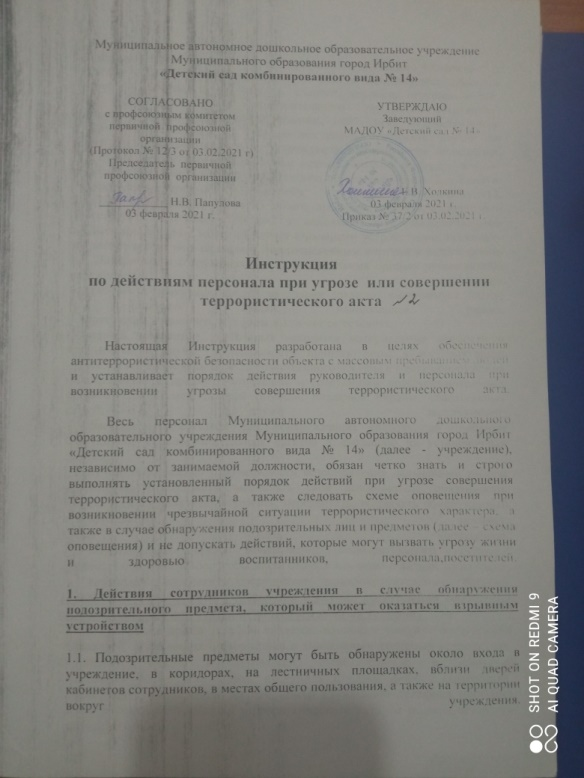 Муниципальное автономное дошкольное образовательное учреждение
Муниципального образования город Ирбит
«Детский сад комбинированного вида № 14»
СОГЛАСОВАНО
с профсоюзным комитетом
первичной профсоюзной
организации
(Протокол № 12/3 от 03.02.2021 г)
Председатель первичной
профсоюзной организации
Н.В. Папулова
03 февраля 2021 г.
УТВЕРЖДАЮ
Заведующий
МАДОУ «Детский сад № 14»
В. Холкина
03 февраля 2021 г.
Приказ № 37/2 от 03.02.2021 г.
Инструкция
по действиям персонала при угрозе или совершении
террористического акта №2
Настоящая Инструкция разработана в целях обеспечения
антитеррористической безопасности объекта с массовым пребыванием
и устанавливает порядок действия руководителя и персонала при
возникновении угрозы совершения террористического акта.
Весь персонал Муниципального автономного дошкольного
образовательного учреждения Муниципального образования город Ирбит
«Детский сад комбинированного вида № 14» (далее - учреждение),
независимо от занимаемой должности, обязан четко знать и строго
выполнять установленный порядок действий при угрозе совершения
террористического акта, а также следовать схеме оповещения при
возникновении чрезвычайной ситуации террористического характера, а
также в случае обнаружения подозрительных лиц и предметов (далее – схема
оповещения) и не допускать действий, которые могут вызвать угрозу жизни
и здоровью воспитанников, персонала,посетителей.
1. Действия сотрудников учреждения в случае обнаружения
подозрительного предмета, который может оказаться взрывным
устройством
1.1. Подозрительные предметы могут быть обнаружены около входа в
учреждение, в коридорах, на лестничных площадках, вблизи дверей
кабинетов сотрудников, в местах общего пользования, а также на территории
вокруг учреждения.
SHOT ON REDMI 9
AI QUAD CAMERA